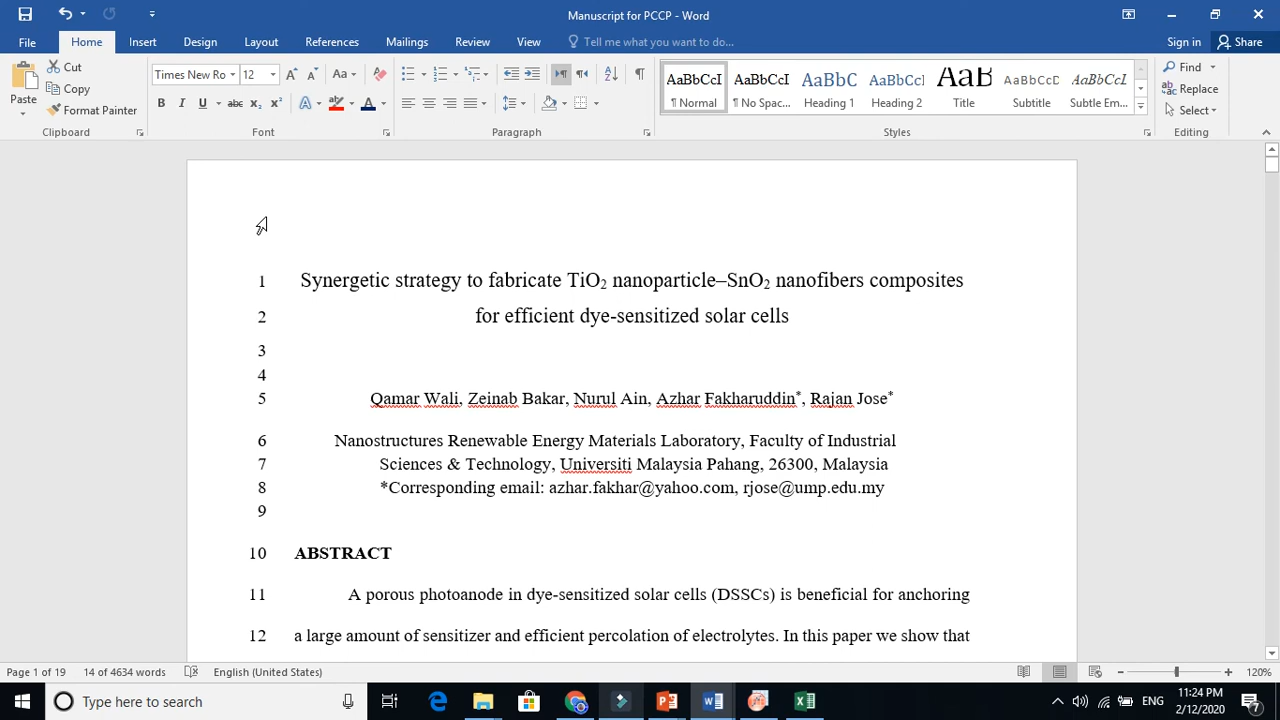 Manuscript for PCCP - Word
File Home Insert Design Layout References Mailings Review View Tell me what you want to do... Sign in Share
Paste
Cut
Copy
Format Painter
Clipboard
Times New Ro 12
Font
Paragraph
AaBbCcI AaBbCcI AaBbC AaBbCcI AaB AaBbCcD AaBbCcI
¶ Normal ¶ No Spac... Heading 1 Heading 2 Title Subtitle Subtle Em...
Styles
Find
Replace
Select
Editing
1 Synergetic strategy to fabricate TiO2 nanoparticle–SnO2 nanofibers composites
2 for efficient dye-sensitized solar cells
3
4
5 Qamar Wali, Zeinab Bakar, Nurul Ain, Azhar Fakharuddin*, Rajan Jose*
6 Nanostructures Renewable Energy Materials Laboratory, Faculty of Industrial
7 Sciences & Technology, Universiti Malaysia Pahang, 26300, Malaysia
8 *Corresponding email: azhar.fakhar@yahoo.com, rjose@ump.edu.my
9
10 ABSTRACT
11 A porous photoanode in dye-sensitized solar cells (DSSCs) is beneficial for anchoring
12 a large amount of sensitizer and efficient percolation of electrolytes. In this paper we show that
Page 1 of 19 14 of 4634 words English (United States) 120%
Type here to search
ENG
11:24 PM
2/12/2020
7